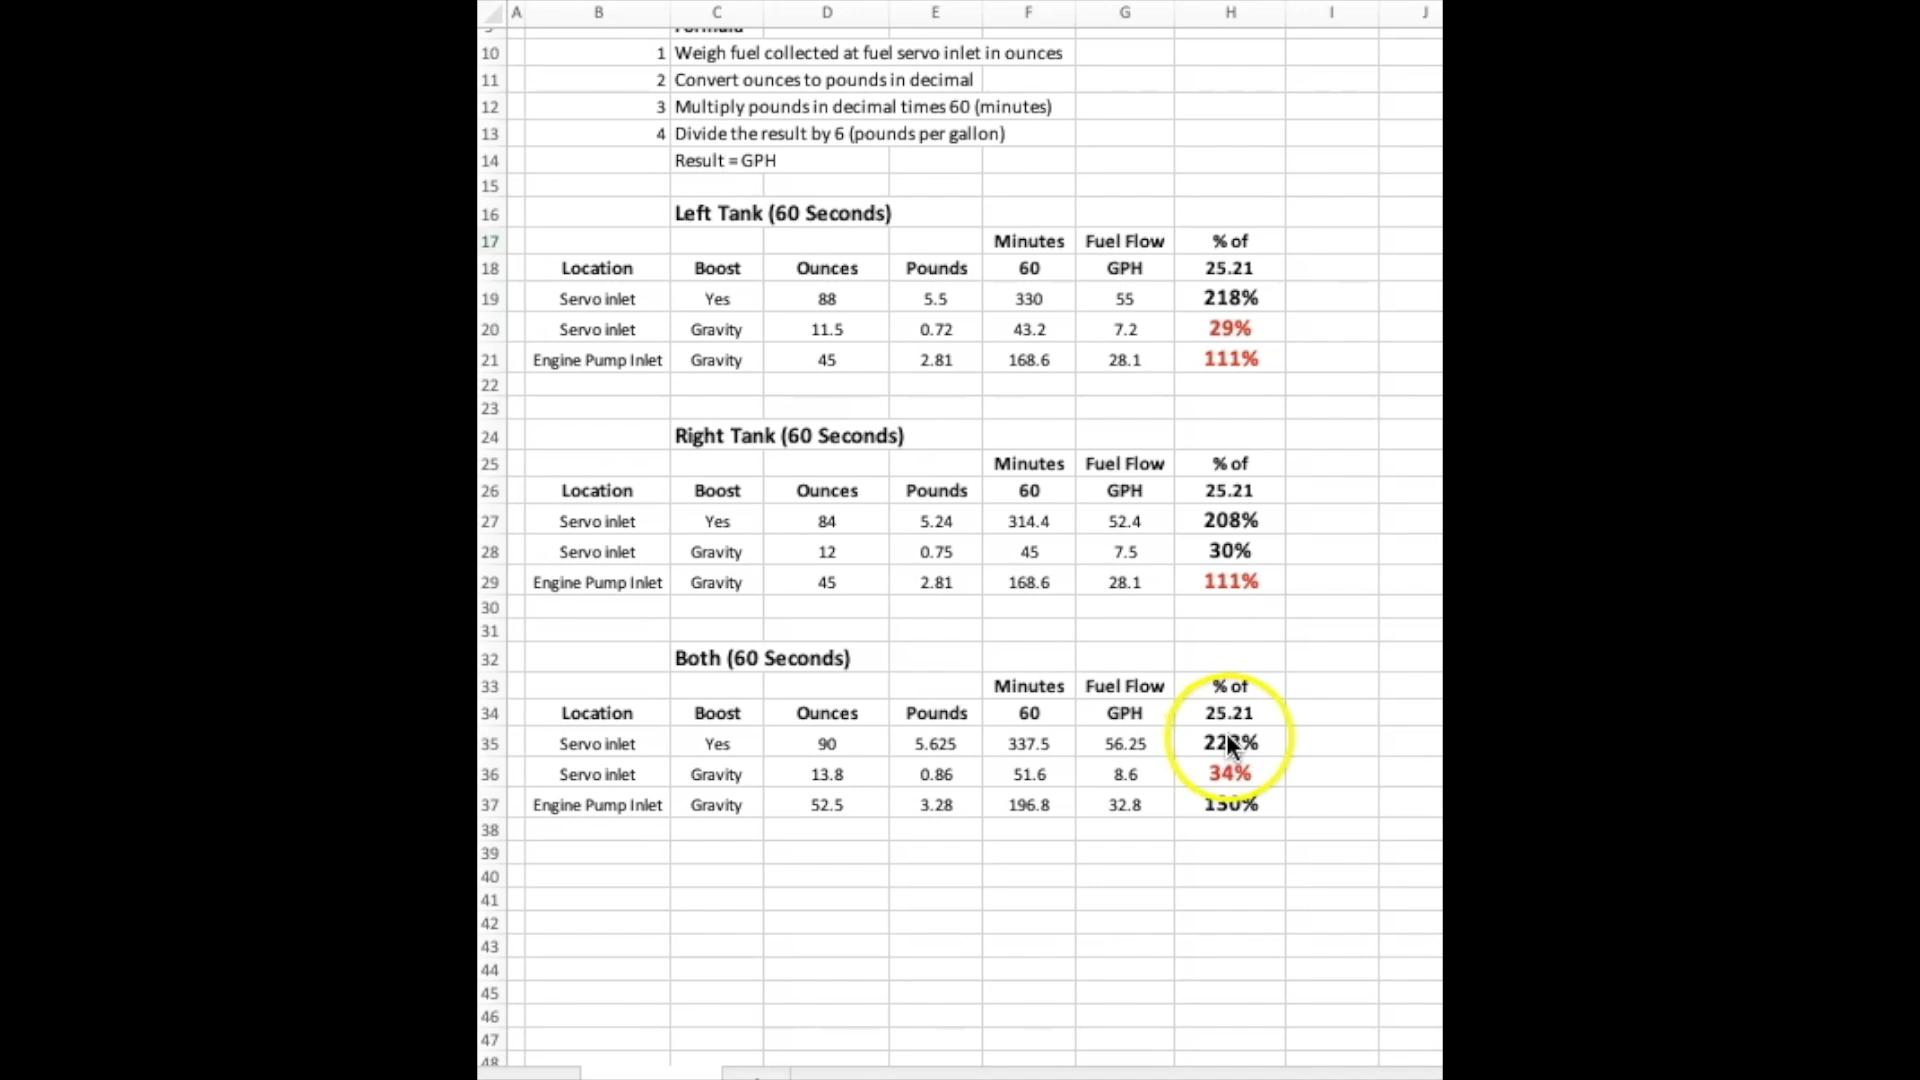 A B C D E F G H I J
Formula
10 1 Weigh fuel collected at fuel servo inlet in ounces
11 2 Convert ounces to pounds in decimal
12 3 Multiply pounds in decimal times 60 (minutes)
13 4 Divide the result by 6 (pounds per gallon)
14 Result = GPH
15
16 Left Tank (60 Seconds)
17 Minutes Fuel Flow % of
18 Location Boost Ounces Pounds 60 GPH 25.21
19 Servo inlet Yes 88 5.5 330 55 218%
20 Servo inlet Gravity 11.5 0.72 43.2 7.2 29%
21 Engine Pump Inlet Gravity 45 2.81 168.6 28.1 111%
22
23
24 Right Tank (60 Seconds)
25 Minutes Fuel Flow % of
26 Location Boost Ounces Pounds 60 GPH 25.21
27 Servo inlet Yes 84 5.24 314.4 52.4 208%
28 Servo inlet Gravity 12 0.75 45 7.5 30%
29 Engine Pump Inlet Gravity 45 2.81 168.6 28.1 111%
30
31
32 Both (60 Seconds)
33 Minutes Fuel Flow % of
34 Location Boost Ounces Pounds 60 GPH 25.21
35 Servo inlet Yes 90 5.625 337.5 56.25
36 Servo inlet Gravity 13.8 0.86 51.6 8.6 34%
37 Engine Pump Inlet Gravity 52.5 3.28 196.8 32.8 130%
38
39
40
41
42
43
44
45
46
47
48